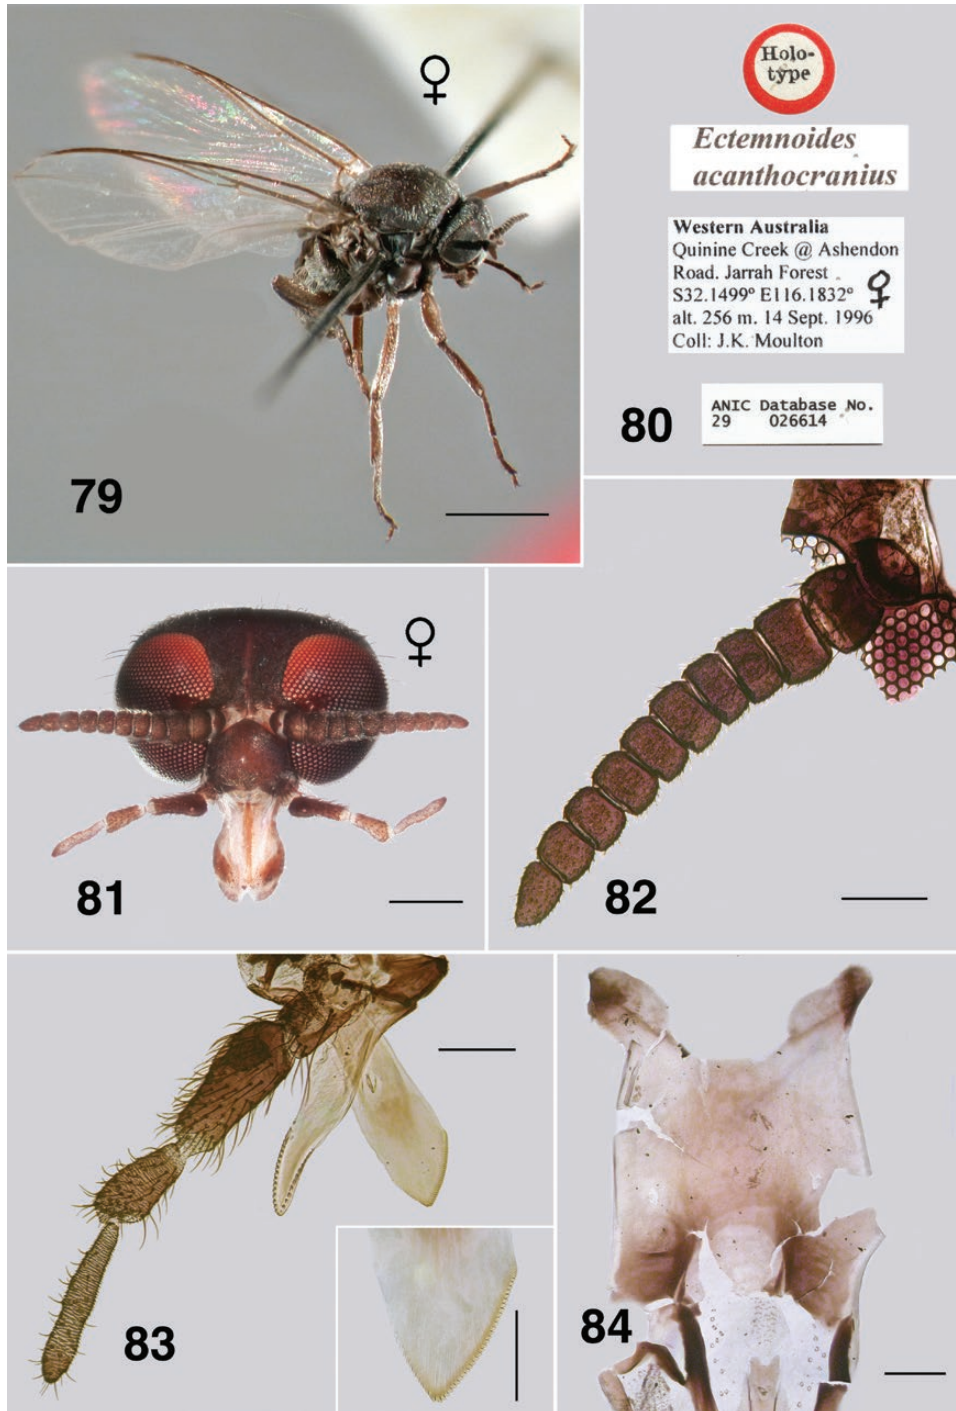 ♀
79
Holo-
type
Ectemnoides
acanthocranius
Western Australia
Quinine Creek @ Ashendon
Road. Jarrah Forest
S32.1499° E116.1832°
alt. 256 m. 14 Sept. 1996
Coll: J.K. Moulton
♀
ANIC Database No.
29 026614
80
♀
81
82
83
84